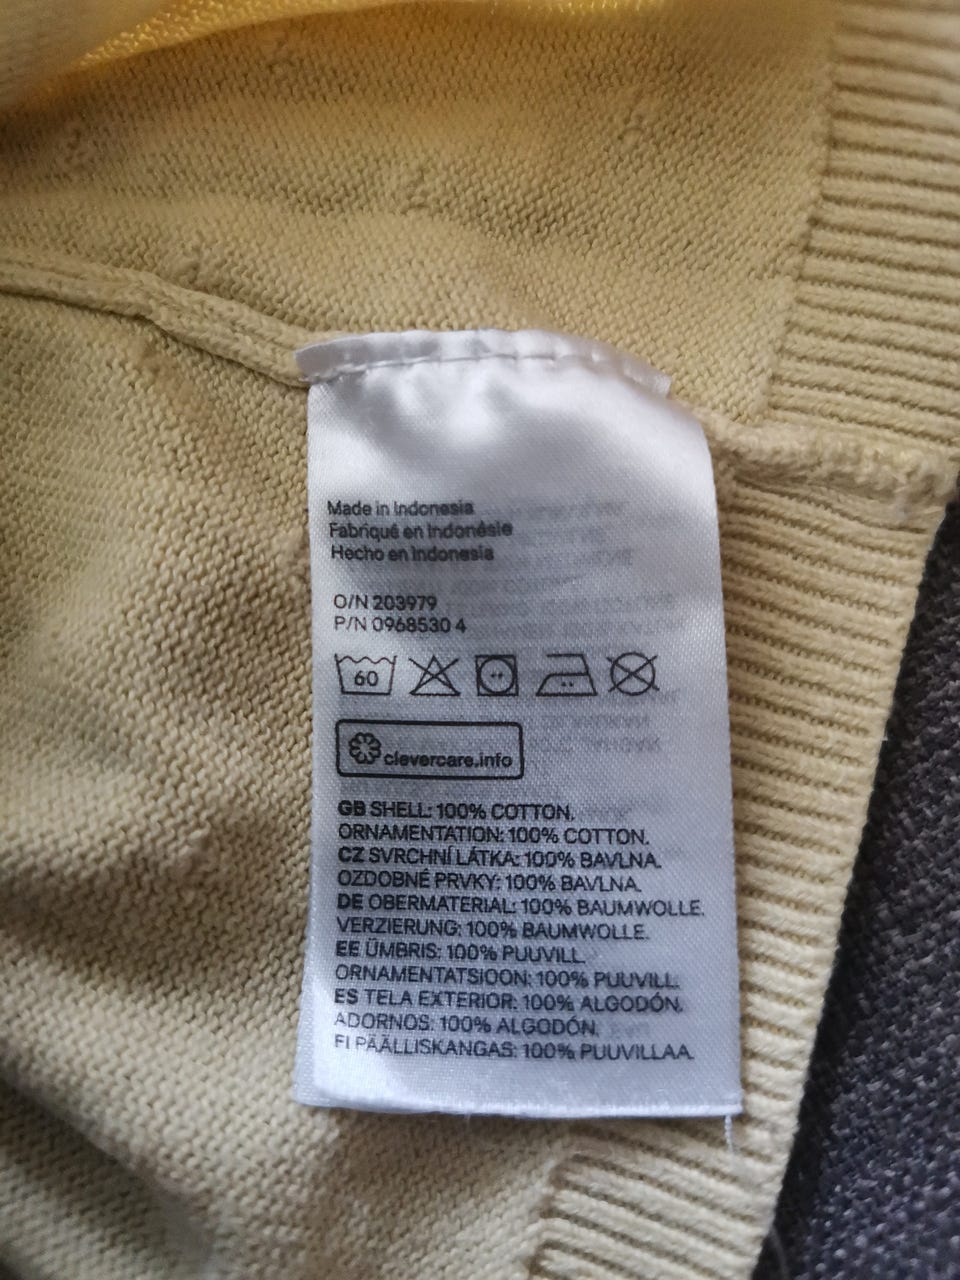 Made in Indonesia
Fabriqué en Indonésie
Hecho en Indonesia
O/N 203979
P/N 0968530 4
60
clevercare.info
GB SHELL: 100% COTTON.
ORNAMENTATION: 100% COTTON.
CZ SVRCHNÍ LÁTKA: 100% BAVLNA.
OZDOBNÉ PRVKY: 100% BAVLNA.
DE OBERMATERIAL: 100% BAUMWOLLE.
VERZIERUNG: 100% BAUMWOLLE.
EE ÜMBRIS: 100% PUUVILL.
ORNAMENTATSIOON: 100% PUUVILL.
ES TELA EXTERIOR: 100% ALGODÓN.
ADORNOS: 100% ALGODÓN.
FI PÄÄLLISKANGAS: 100% PUUVILLAA.